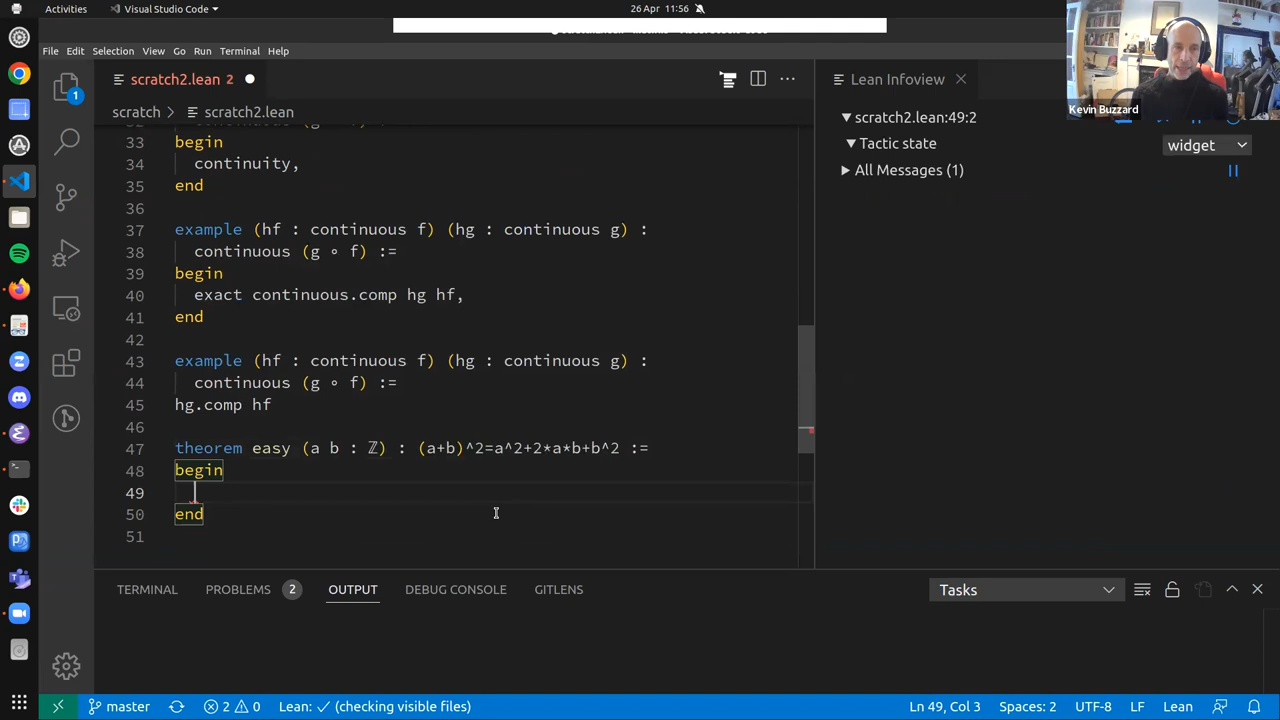 Activities
Visual Studio Code
26 Apr 11:56
File Edit Selection View Go Run Terminal Help
scratch2.lean 2
Lean Infoview
Kevin Buzzard
scratch > scratch2.lean
scratch2.lean:49:2
Tactic state
widget
All Messages (1)
1
33 begin
34 continuity,
35 end
36
37 example (hf : continuous f) (hg : continuous g) :
38 continuous (g ∘ f) :=
39 begin
40 exact continuous.comp hg hf,
41 end
42
43 example (hf : continuous f) (hg : continuous g) :
44 continuous (g ∘ f) :=
45 hg.comp hf
46
47 theorem easy (a b : ℤ) : (a+b)^2=a^2+2*a*b+b^2 :=
48 begin
49
50 end
51
TERMINAL PROBLEMS 2 OUTPUT DEBUG CONSOLE GITLENS
Tasks
master
2 0
Lean: ✓ (checking visible files)
Ln 49, Col 3
Spaces: 2
UTF-8
LF
Lean